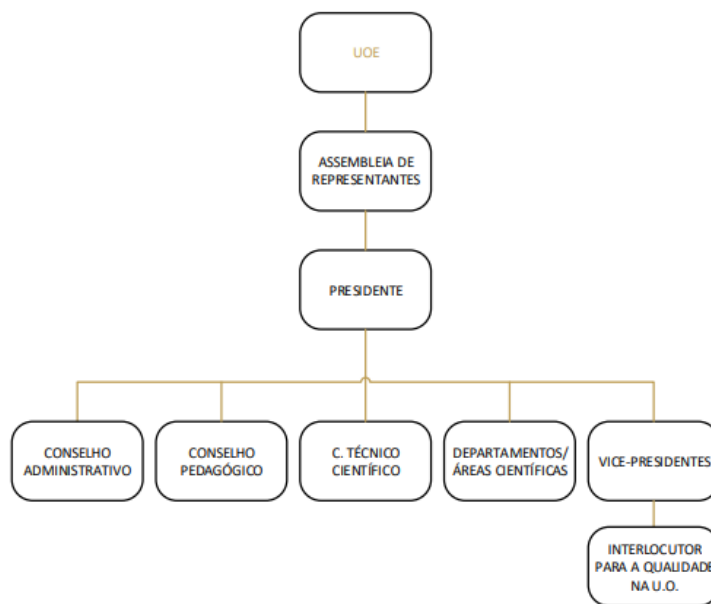 UOE
ASSEMBLEIA DE
REPRESENTANTES
PRESIDENTE
CONSELHO
ADMINISTRATIVO
CONSELHO
PEDAGÓGICO
C. TÉCNICO
CIENTÍFICO
DEPARTAMENTOS/
ÁREAS CIENTÍFICAS
VICE-PRESIDENTES
INTERLOCUTOR
PARA A QUALIDADE
NA U.O.